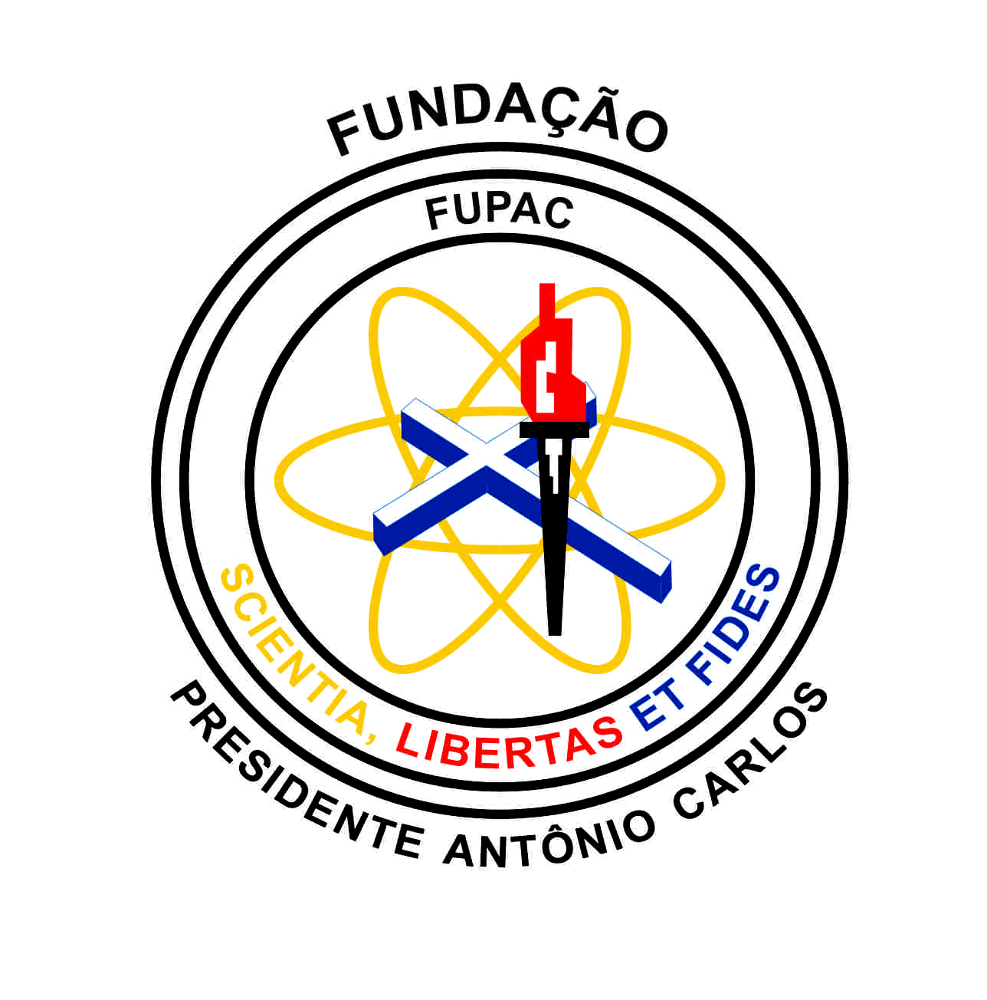 FUNDAÇÃO
FUPAC
SCIENTIA, LIBERTAS ET FIDES
PRESIDENTE ANTÔNIO CARLOS